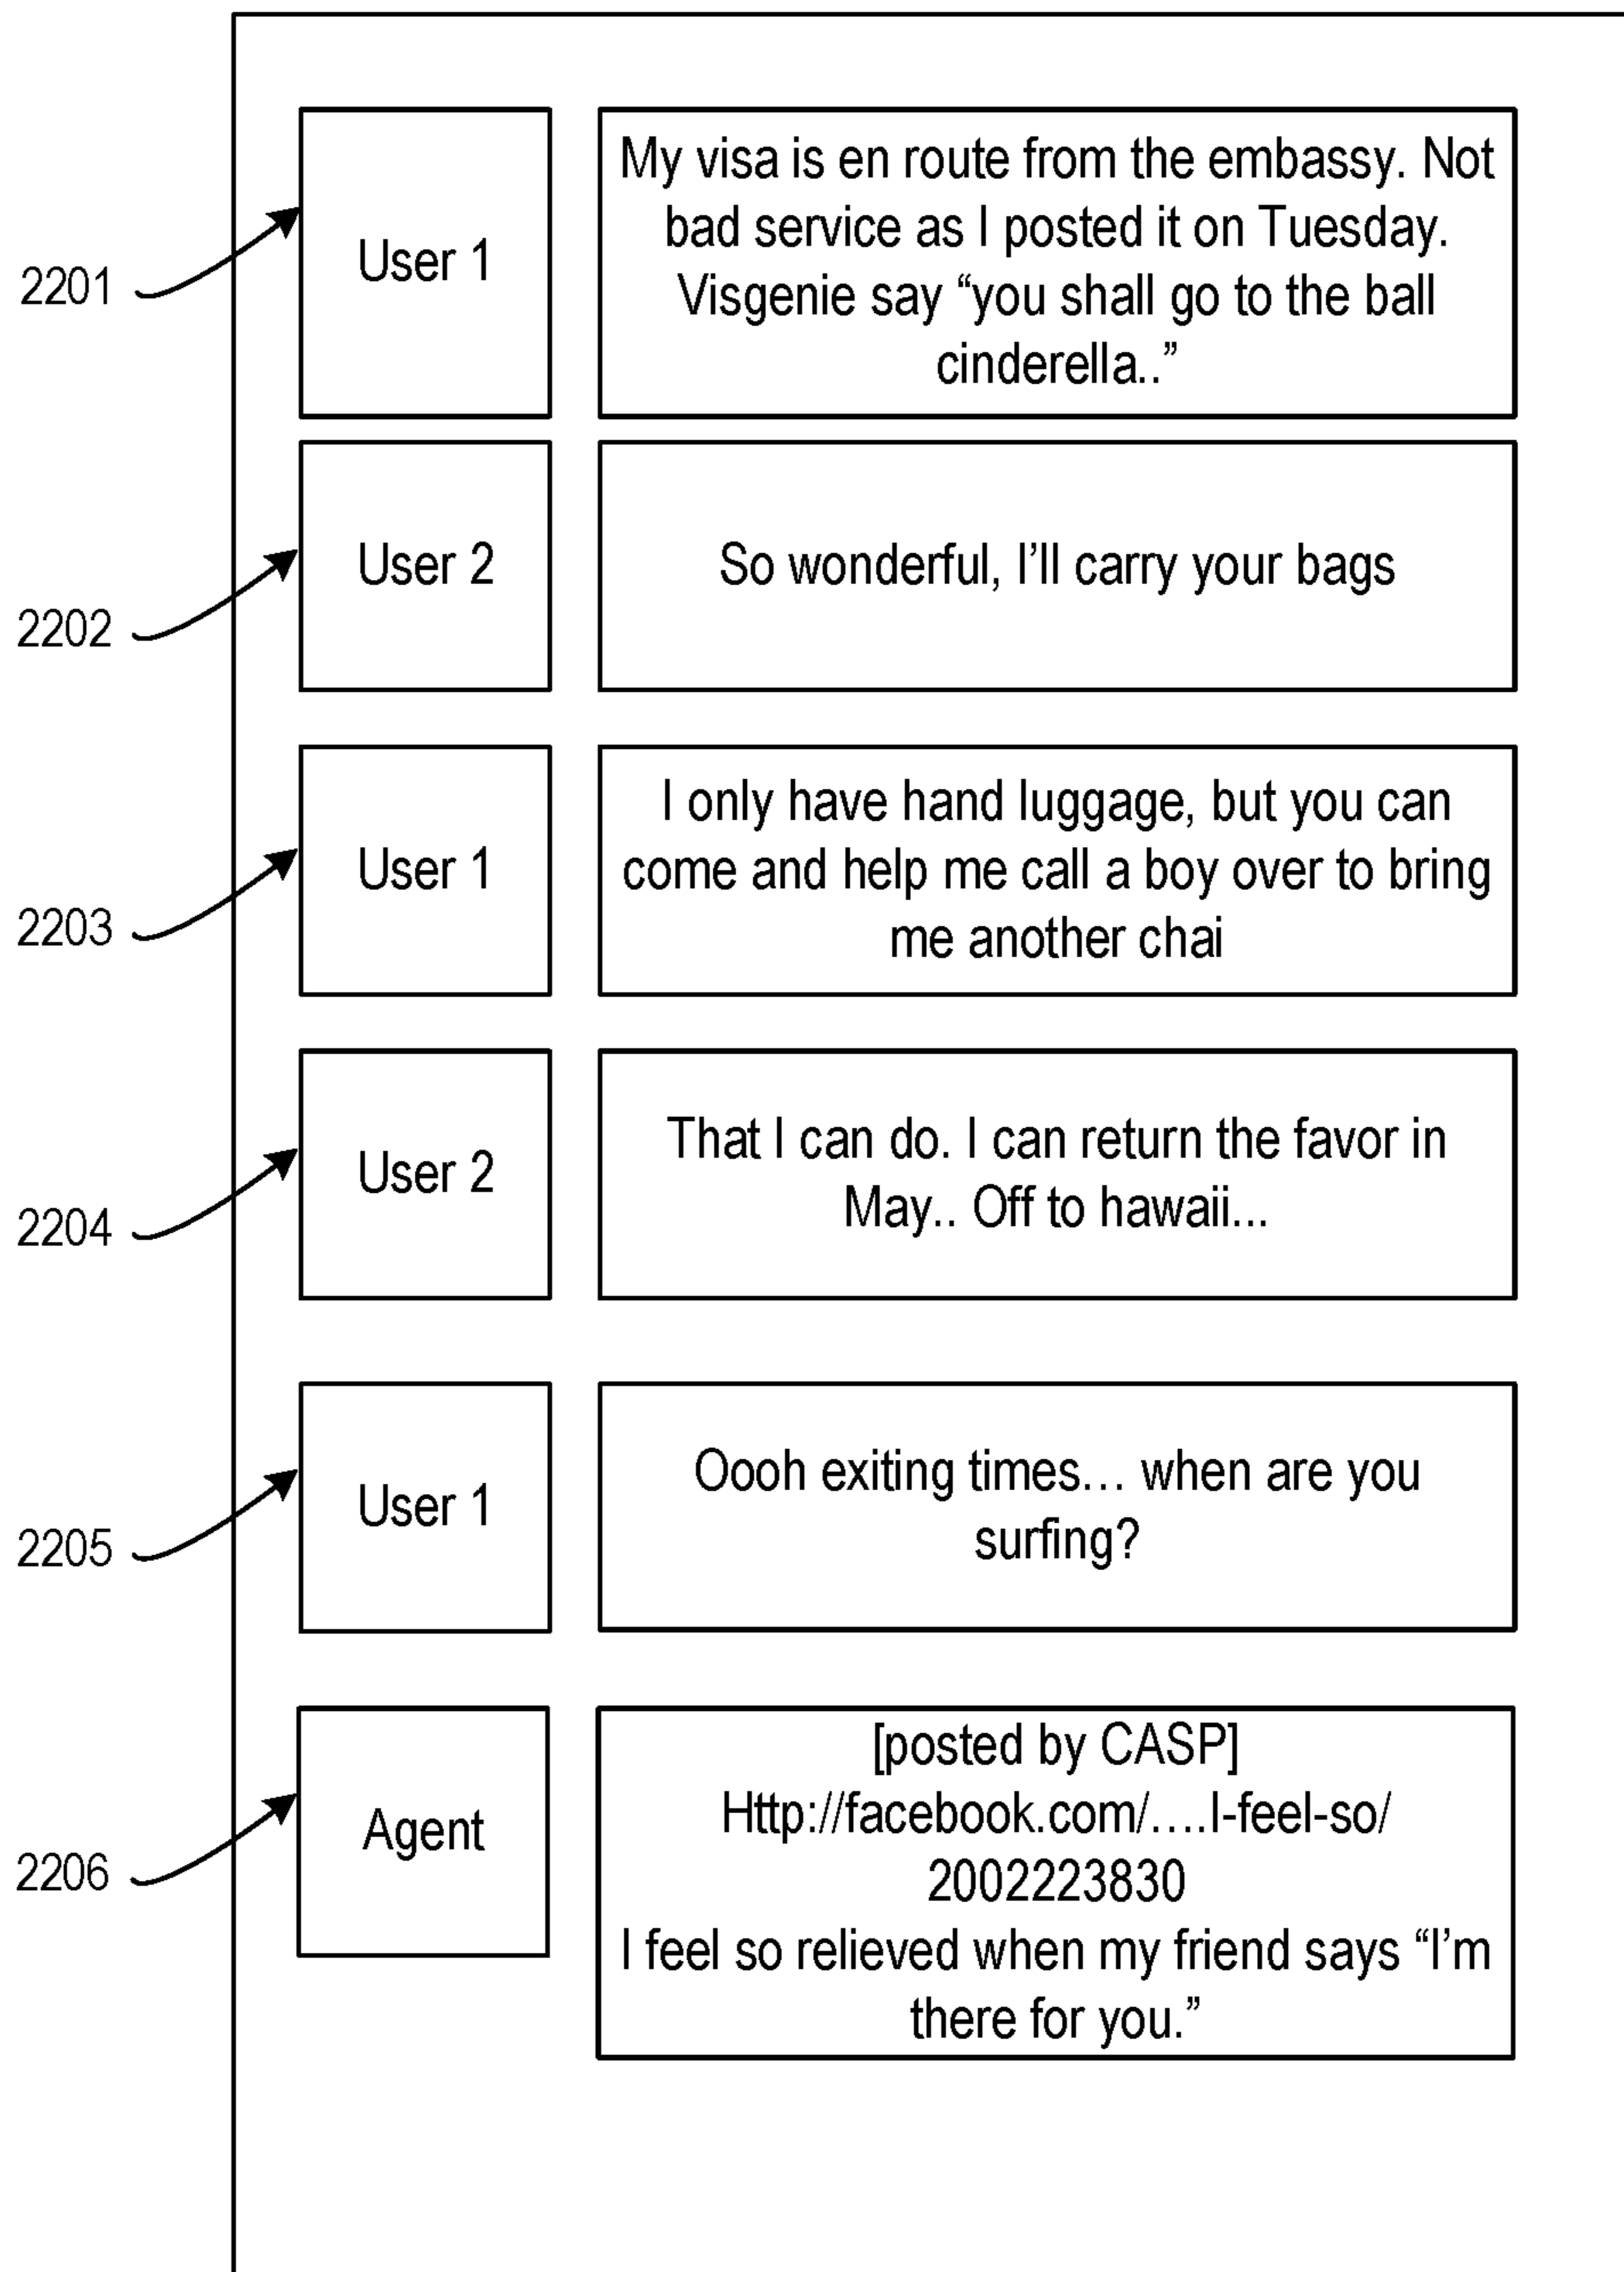 2201
User 1
My visa is en route from the embassy. Not
bad service as I posted it on Tuesday.
Visgenie say “you shall go to the ball
cinderella..”
2202
User 2
So wonderful, I’ll carry your bags
2203
User 1
I only have hand luggage, but you can
come and help me call a boy over to bring
me another chai
2204
User 2
That I can do. I can return the favor in
May.. Off to hawaii...
2205
User 1
Oooh exiting times... when are you
surfing?
2206
Agent
[posted by CASP]
Http://facebook.com/....I-feel-so/
2002223830
I feel so relieved when my friend says “I’m
there for you.”